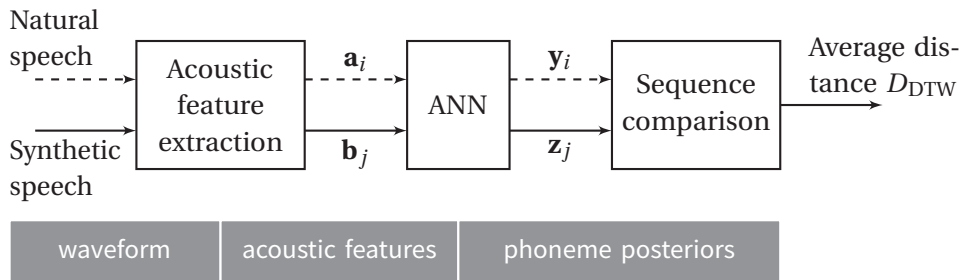 Natural
speech
Acoustic
feature
extraction
Synthetic
speech
a_i
b_j
ANN
y_i
z_j
Sequence
comparison
Average dis-
tance D_DTW
waveform
acoustic features
phoneme posteriors